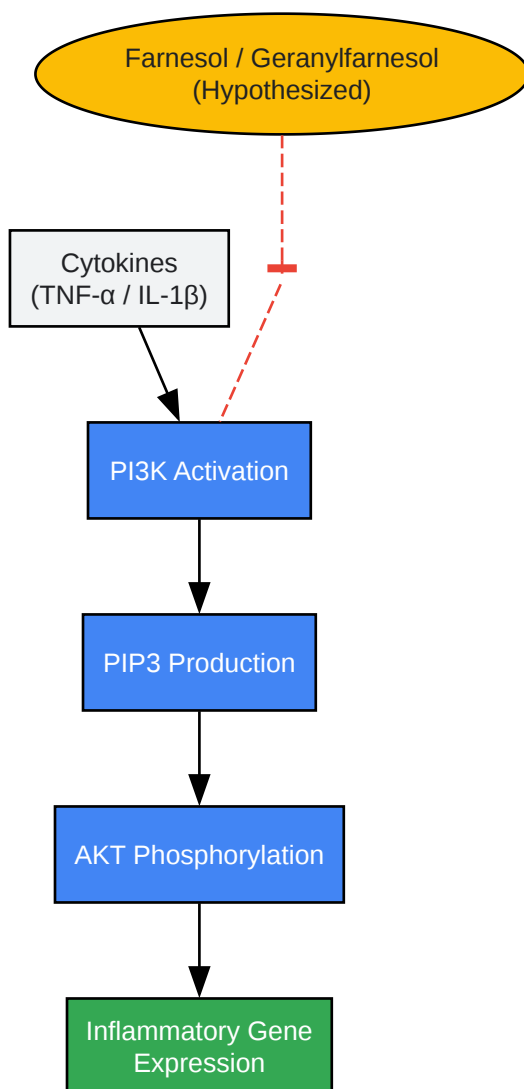 Farnesol / Geranylfarnesol
(Hypothesized)
Cytokines
(TNF-α / IL-1β)
PI3K Activation
PIP3 Production
AKT Phosphorylation
Inflammatory Gene
Expression